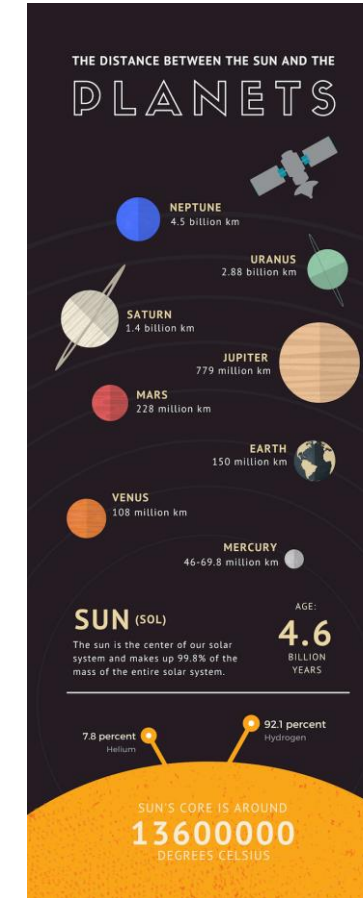 THE DISTANCE BETWEEN THE SUN AND THE
PLANETS
NEPTUNE
4.5 billion km
URANUS
2.88 billion km
SATURN
1.4 billion km
JUPITER
779 million km
MARS
228 million km
EARTH
150 million km
VENUS
108 million km
MERCURY
46-69.8 million km
SUN (SOL)
The sun is the center of our solar
system and makes up 99.8% of the
mass of the entire solar system.
AGE:
4.6
BILLION
YEARS
7.8 percent
Helium
92.1 percent
Hydrogen
SUN'S CORE IS AROUND
13600000
DEGREES CELSIUS